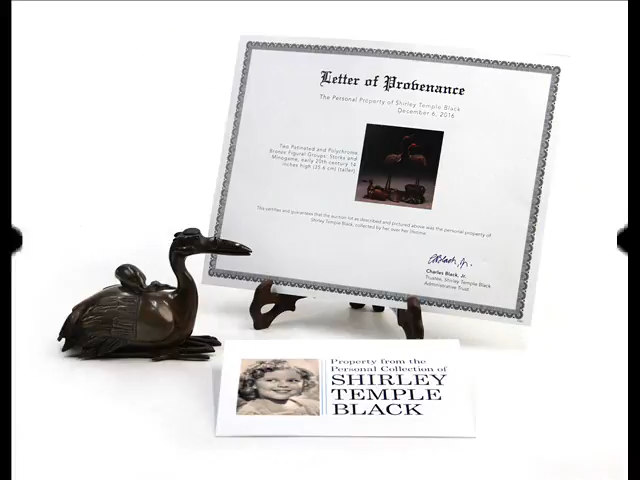 Letter of Provenance
The Personal Property of Shirley Temple Black
December 6, 2016
Two Patinated and Polychrome
Bronze Figural Groups: Storks and
Minogame, early 20th century 14
inches high (35.6 cm) (taller)
This certifies and guarantees that the auction lot as described and pictured above was the personal property of
Shirley Temple Black, collected by her over her lifetime.
Charles Black, Jr.
Trustee, Shirley Temple Black
Administrative Trust
Property from the
Personal Collection of
SHIRLEY
TEMPLE
BLACK